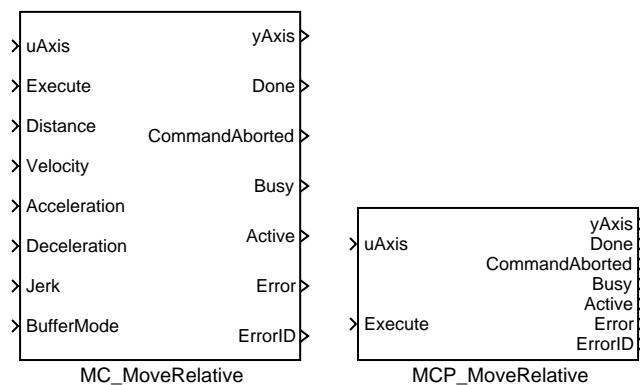 uAxis
Execute
Distance
Velocity
Acceleration
Deceleration
Jerk
BufferMode
yAxis
Done
CommandAborted
Busy
Active
Error
ErrorID
MC_MoveRelative
uAxis
Execute
yAxis
Done
CommandAborted
Busy
Active
Error
ErrorID
MCP_MoveRelative